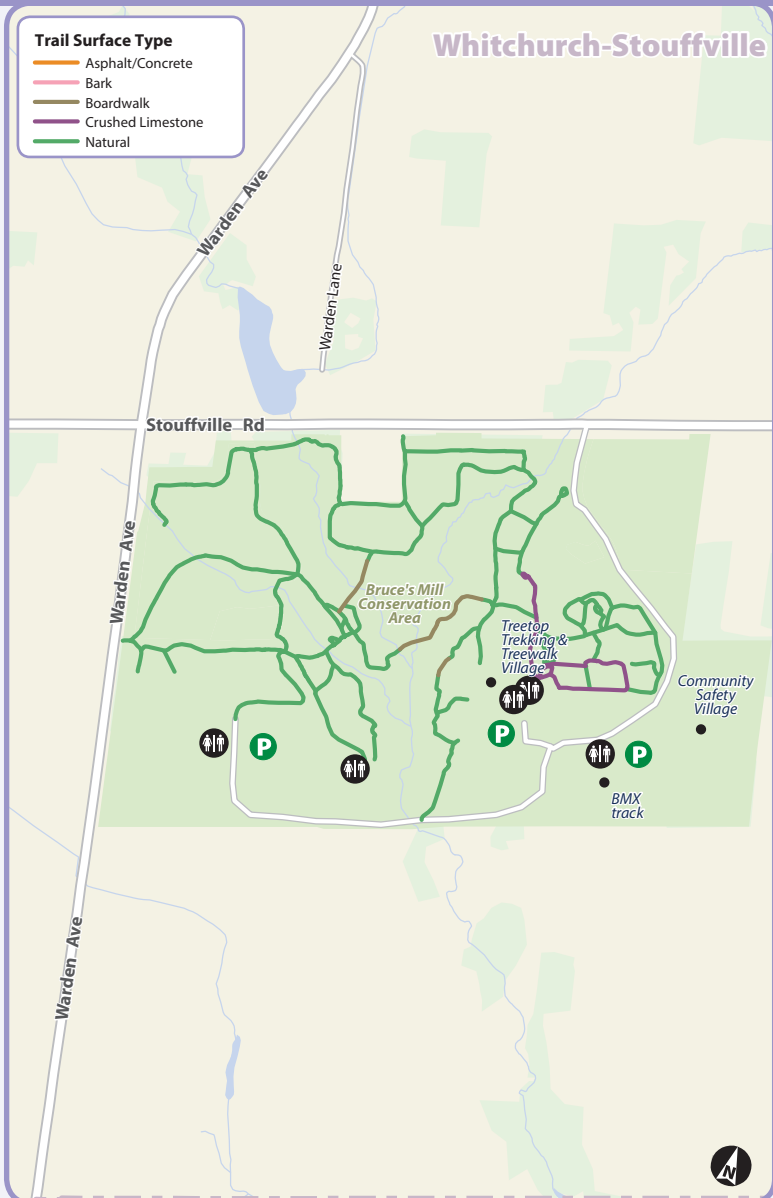 Whitchurch-Stouffville
Trail Surface Type
Asphalt/Concrete
Bark
Boardwalk
Crushed Limestone
Natural
Warden Ave
Warden Lane
Stouffville Rd
Warden Ave
Bruce's Mill
Conservation
Area
Treetop
Trekking &
Treewalk
Village
Community
Safety
Village
P
P
P
BMX
track
Warden Ave
N